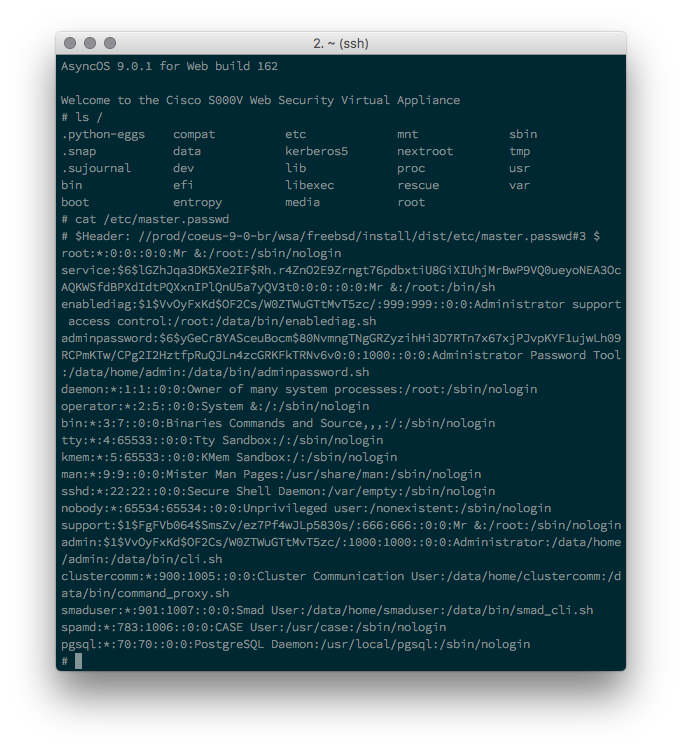 2. ~ (ssh)
AsyncOS 9.0.1 for Web build 162
Welcome to the Cisco S000V Web Security Virtual Appliance
# ls /
.python-eggs    compat          etc             mnt             sbin
.snap           data            kerberos5       nextroot        tmp
.sujournal      dev             lib             proc            usr
bin             efi             libexec         rescue          var
boot            entropy         media           root
# cat /etc/master.passwd
# $Header: //prod/coeus-9-0-br/wsa/freebsd/install/dist/etc/master.passwd#3 $
root:*:0:0::0:0:Mr &:/root:/sbin/nologin
service:$6$lGZhJqa3DK5Xe2IF$Rh.r4ZnO2E9Zrngt76pdbxtiU8GiXIUhjMrBwP9VQ0ueyoNEA3Oc
AQKWSfdBPXdIdtPQXxnIPlQnU5a7yQV3t0:0:0::0:0:Mr &:/root:/bin/sh
enablediag:$1$VvOyFxKd$OF2Cs/W0ZTWuGTtMvT5zc/:999:999::0:0:Administrator support
 access control:/root:/data/bin/enablediag.sh
adminpassword:$6$yGeCr8YASceuBocm$80NvmngTNgGRZyzihHi3D7RTn7x67xjPJvpKYF1ujwLh09
RCPmKTw/CPg2I2HztfpRuQJLn4zcGRKFkTRNv6v0:0:1000::0:0:Administrator Password Tool
:/data/home/admin:/data/bin/adminpassword.sh
daemon:*:1:1::0:0:Owner of many system processes:/root:/sbin/nologin
operator:*:2:5::0:0:System &:/:/sbin/nologin
bin:*:3:7::0:0:Binaries Commands and Source,,,:/:/sbin/nologin
tty:*:4:65533::0:0:Tty Sandbox:/:/sbin/nologin
kmem:*:5:65533::0:0:KMem Sandbox:/:/sbin/nologin
man:*:9:9::0:0:Mister Man Pages:/usr/share/man:/sbin/nologin
sshd:*:22:22::0:0:Secure Shell Daemon:/var/empty:/sbin/nologin
nobody:*:65534:65534::0:0:Unprivileged user:/nonexistent:/sbin/nologin
support:$1$FgFVb064$SmsZv/ez7Pf4wJLp5830s/:666:666::0:0:Mr &:/root:/sbin/nologin
admin:$1$VvOyFxKd$OF2Cs/W0ZTWuGTtMvT5zc/:1000:1000::0:0:Administrator:/data/home
/admin:/data/bin/cli.sh
clustercomm:*:900:1005::0:0:Cluster Communication User:/data/home/clustercomm:/d
ata/bin/command_proxy.sh
smaduser:*:901:1007::0:0:Smad User:/data/home/smaduser:/data/bin/smad_cli.sh
spamd:*:783:1006::0:0:CASE User:/usr/case:/sbin/nologin
pgsql:*:70:70::0:0:PostgreSQL Daemon:/usr/local/pgsql:/sbin/nologin
#